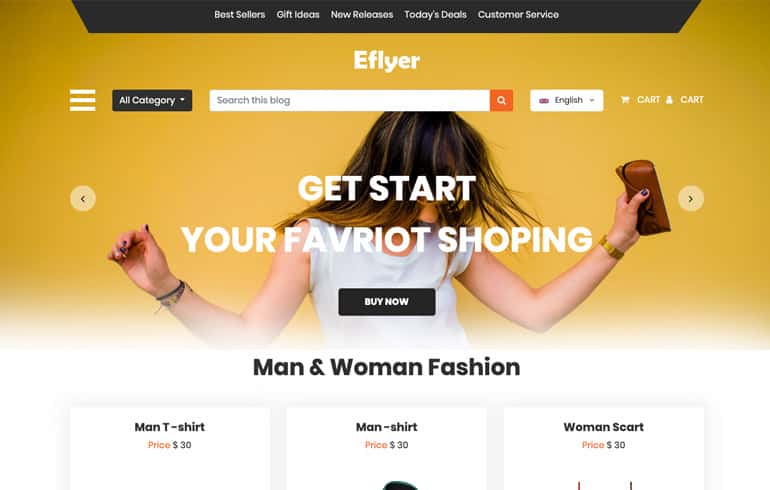 Best Sellers Gift Ideas New Releases Today's Deals Customer Service
Eflyer
All Category Search this blog English CART CART
GET START
YOUR FAVRIOT SHOPING
BUY NOW
Man & Woman Fashion
Man T -shirt Man -shirt Woman Scart
Price $ 30 Price $ 30 Price $ 30